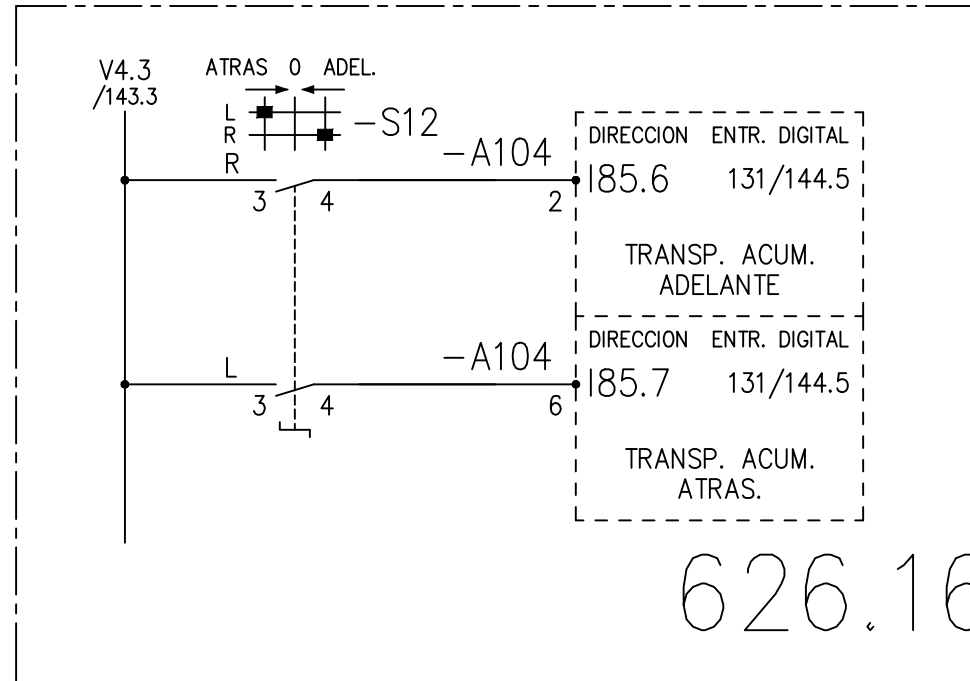 V4.3
/143.3
ATRAS 0 ADEL.
L
R
-S12
R
3 4
-A104
2
DIRECCION ENTR. DIGITAL
I85.6 131/144.5
TRANSP. ACUM.
ADELANTE
L
3 4
-A104
6
DIRECCION ENTR. DIGITAL
I85.7 131/144.5
TRANSP. ACUM.
ATRAS.
626.16